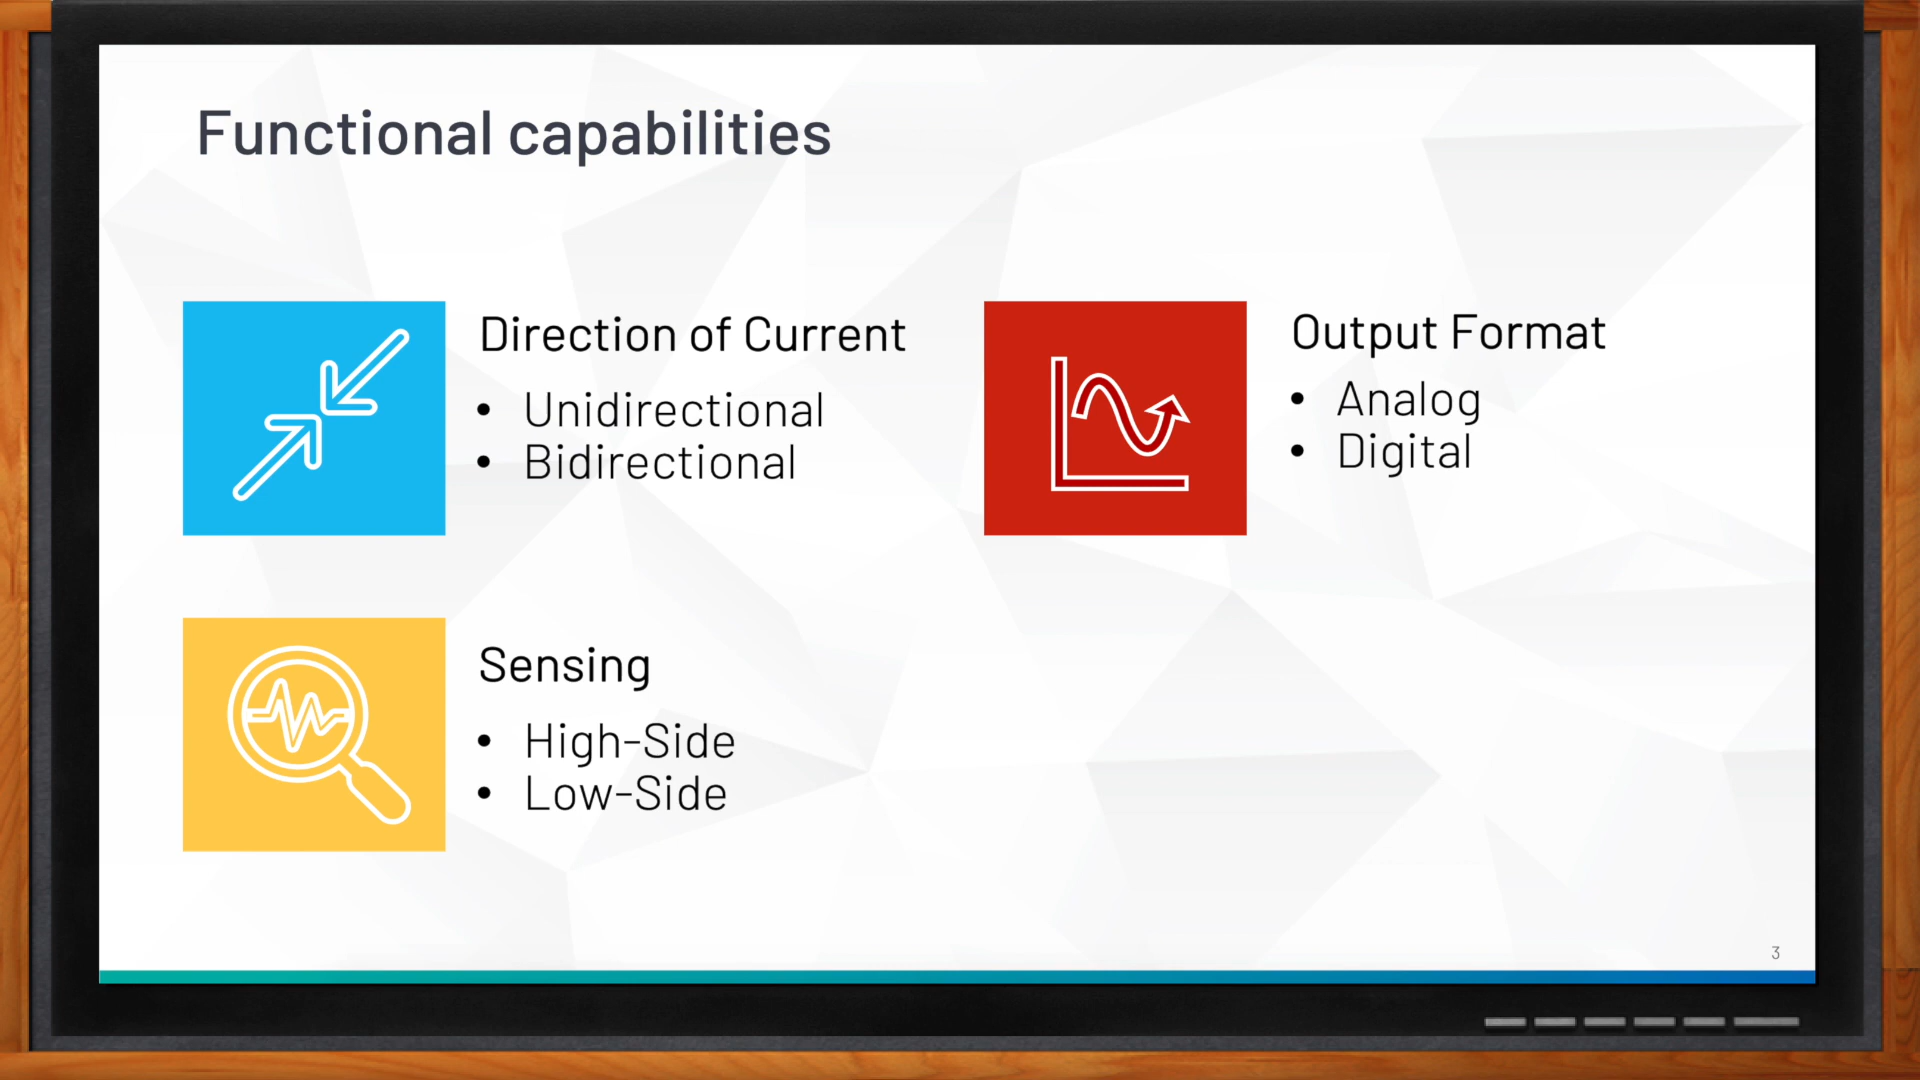 Functional capabilities
Direction of Current
• Unidirectional
• Bidirectional
Output Format
• Analog
• Digital
Sensing
• High-Side
• Low-Side
3